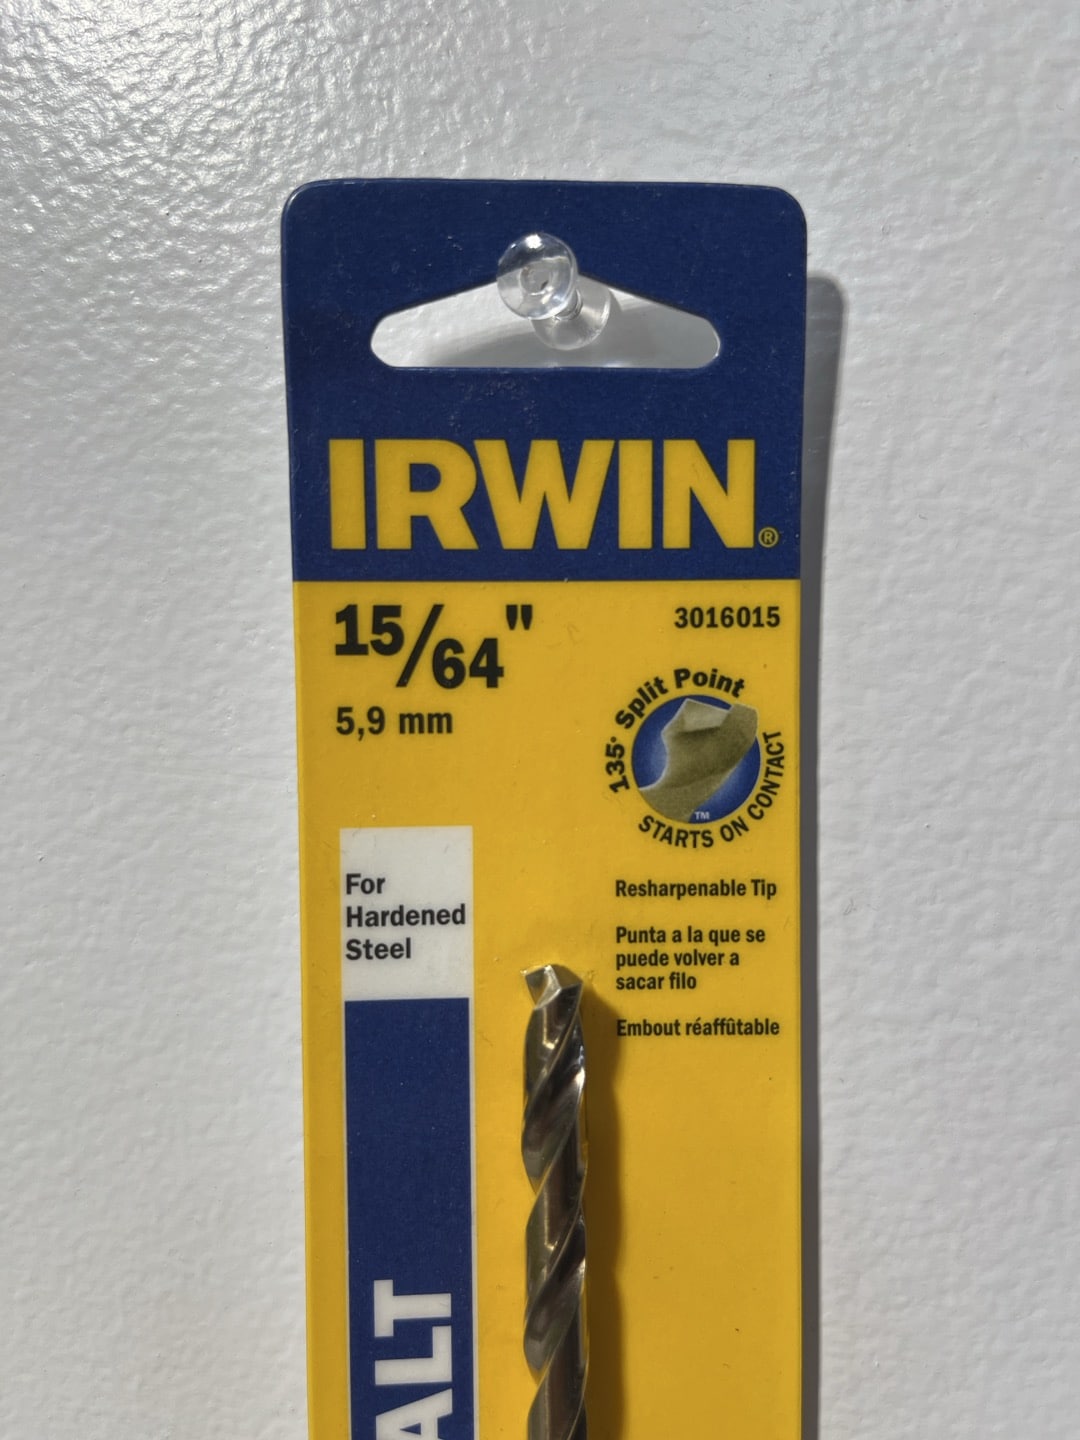 IRWIN®
15/64"
3016015
5,9 mm
135° Split Point
™
STARTS ON CONTACT
For
Hardened
Steel
Resharpenable Tip
Punta a la que se
puede volver a
sacar filo
Embout réaffûtable
ALT